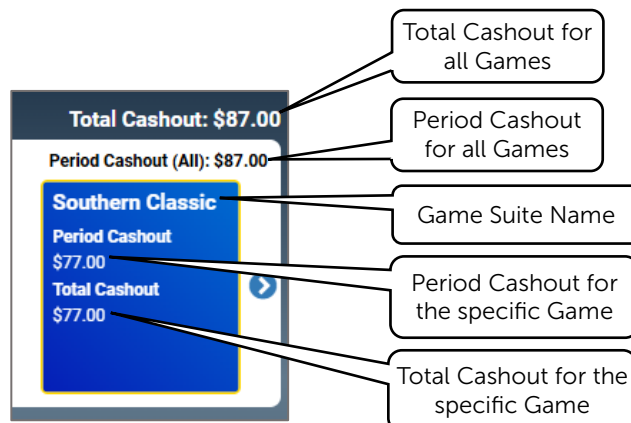 Total Cashout for
all Games
Total Cashout: $87.00
Period Cashout
for all Games
Period Cashout (All): $87.00
Southern Classic
Game Suite Name
Period Cashout
$77.00
Period Cashout for
the specific Game
Total Cashout
$77.00
Total Cashout for the
specific Game